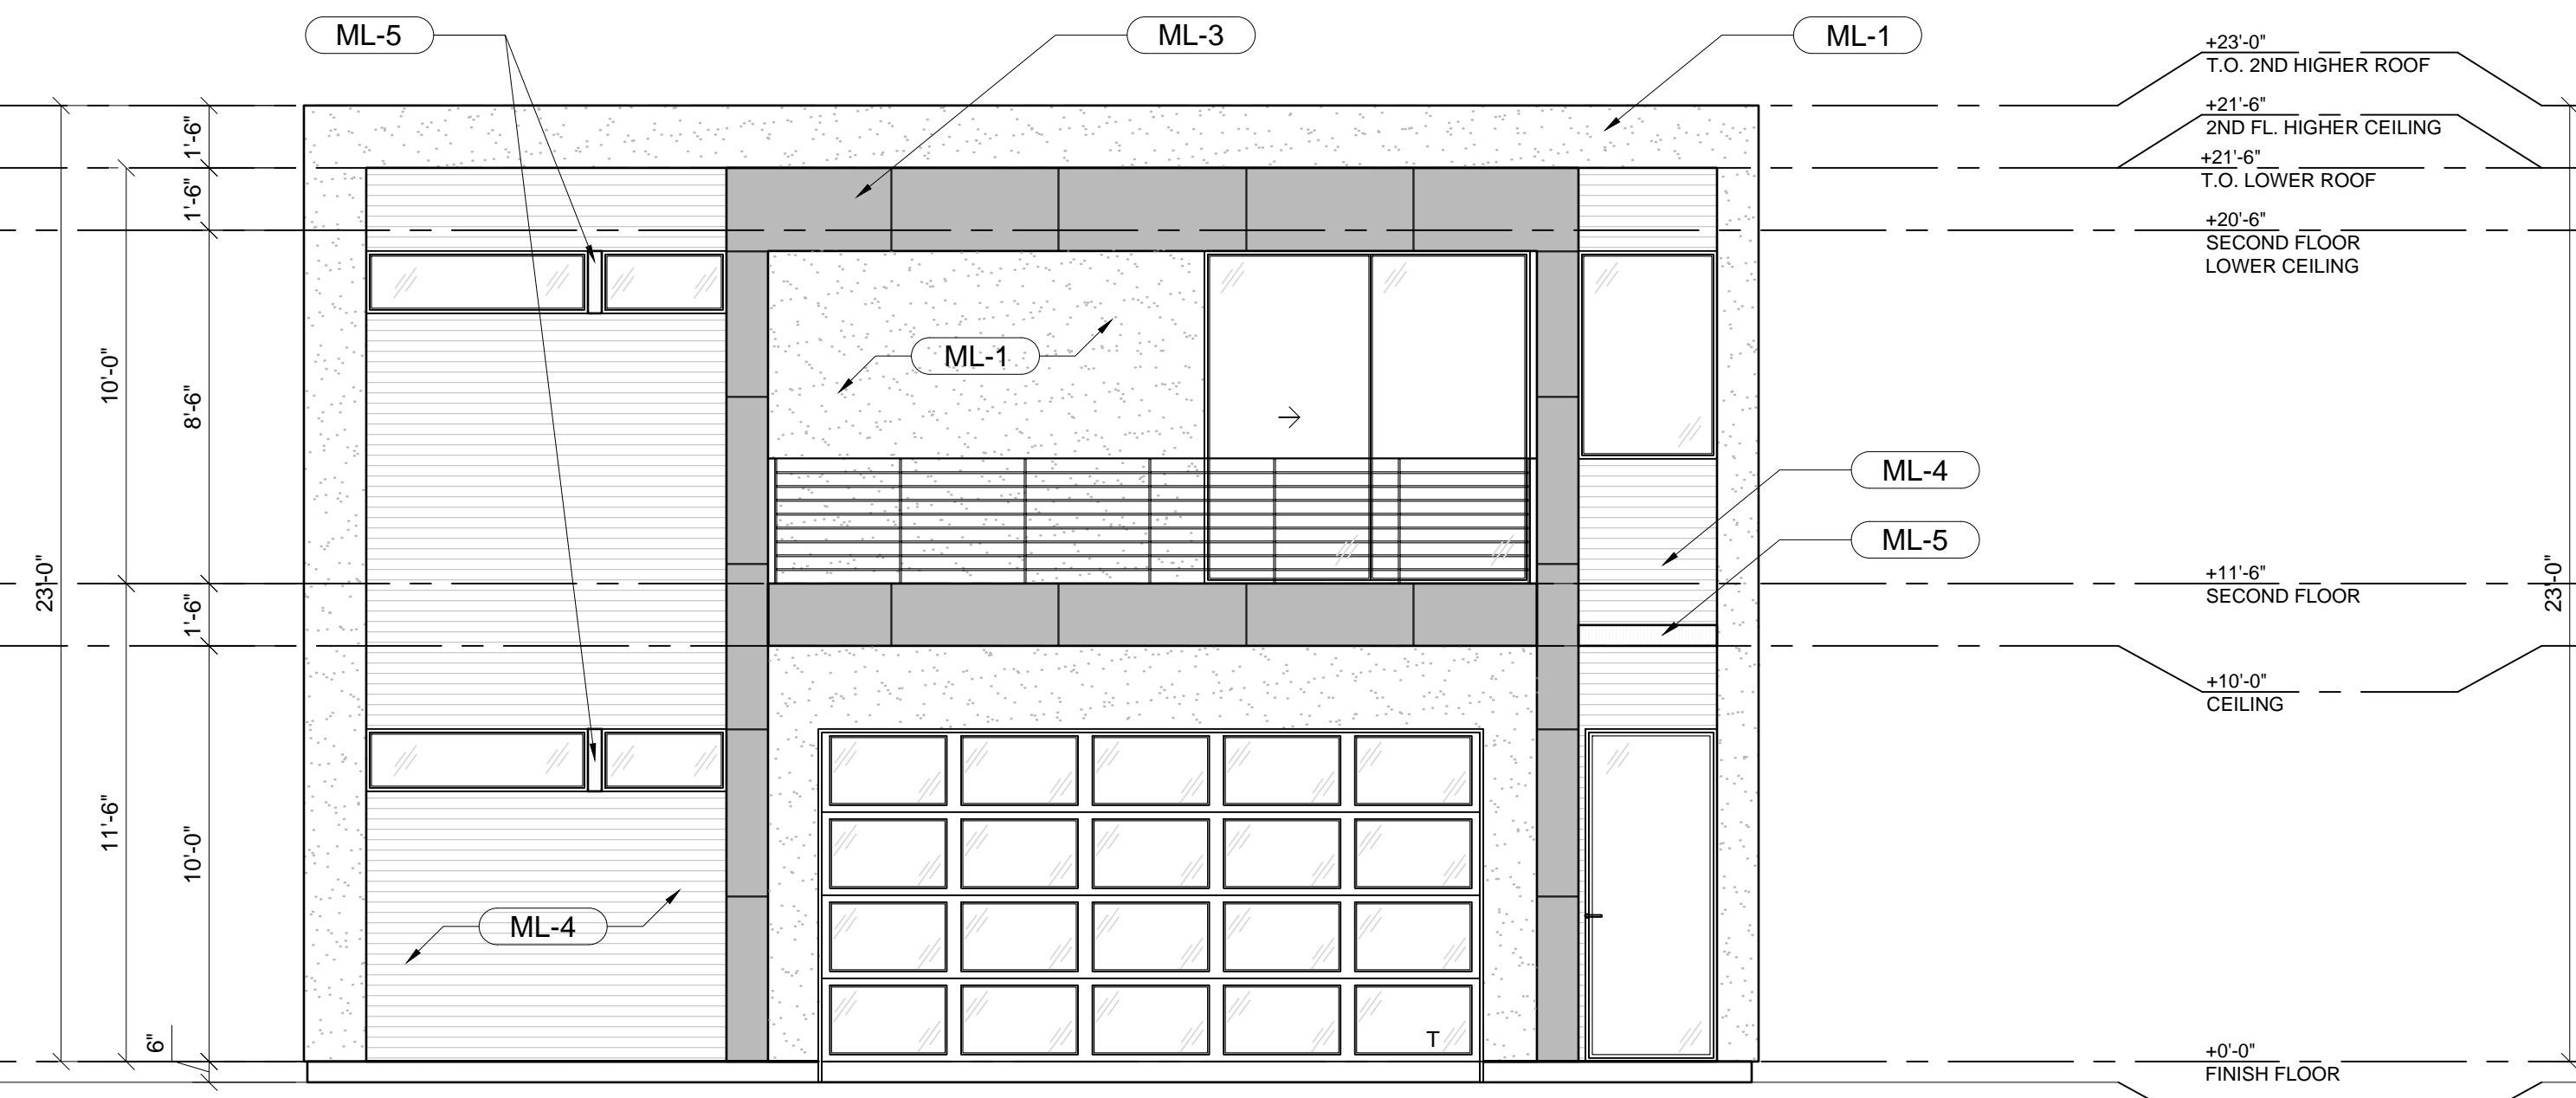 ML-5
ML-3
ML-1
+23'-0"
T.O. 2ND HIGHER ROOF
+21'-6"
2ND FL. HIGHER CEILING
+21'-6"
T.O. LOWER ROOF
+20'-6"
SECOND FLOOR
LOWER CEILING
1'-6"
1'-6"
ML-1
10'-0"
8'-6"
ML-4
ML-5
23'-0"
1'-6"
+11'-6"
SECOND FLOOR
23'-0"
+10'-0"
CEILING
11'-6"
10'-0"
ML-4
6"
T
+0'-0"
FINISH FLOOR